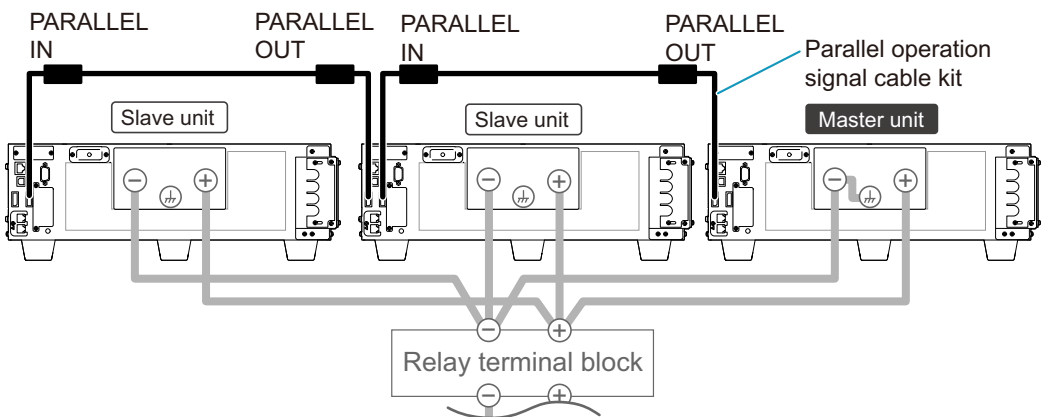 PARALLEL
IN
PARALLEL
OUT
PARALLEL
IN
PARALLEL
OUT
Parallel operation
signal cable kit
Slave unit
Slave unit
Master unit
− +
− +
− +
− +
Relay terminal block
− +